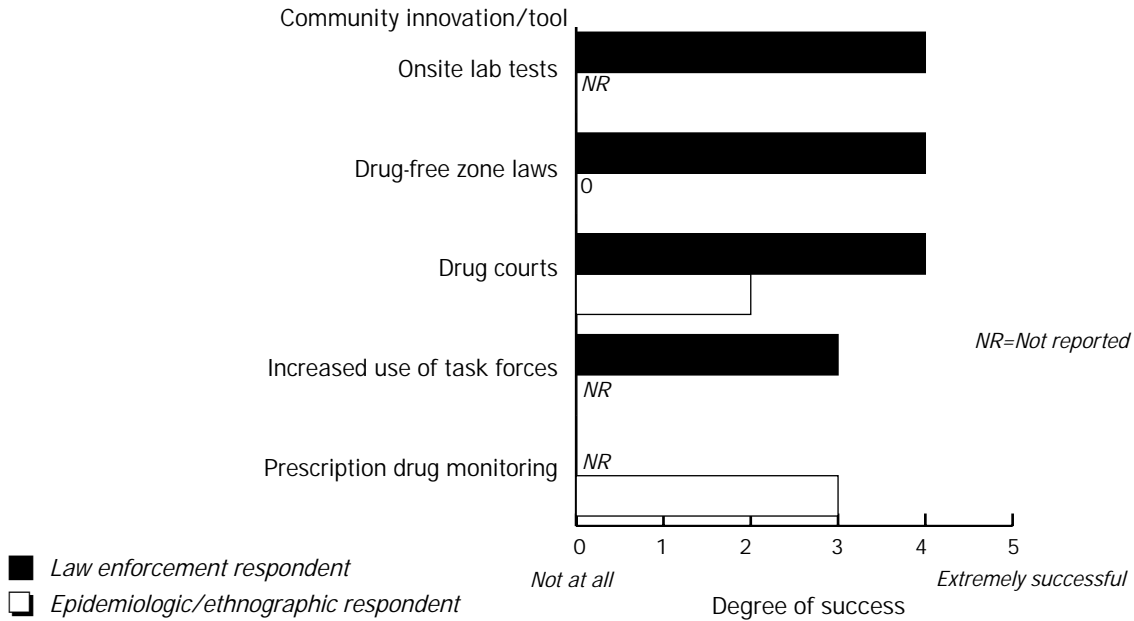 Community innovation/tool
Onsite lab tests
NR
Drug-free zone laws
0
Drug courts
NR=Not reported
Increased use of task forces
NR
Prescription drug monitoring
NR
0 1 2 3 4 5
Not at all
Extremely successful
Degree of success
Law enforcement respondent
Epidemiologic/ethnographic respondent